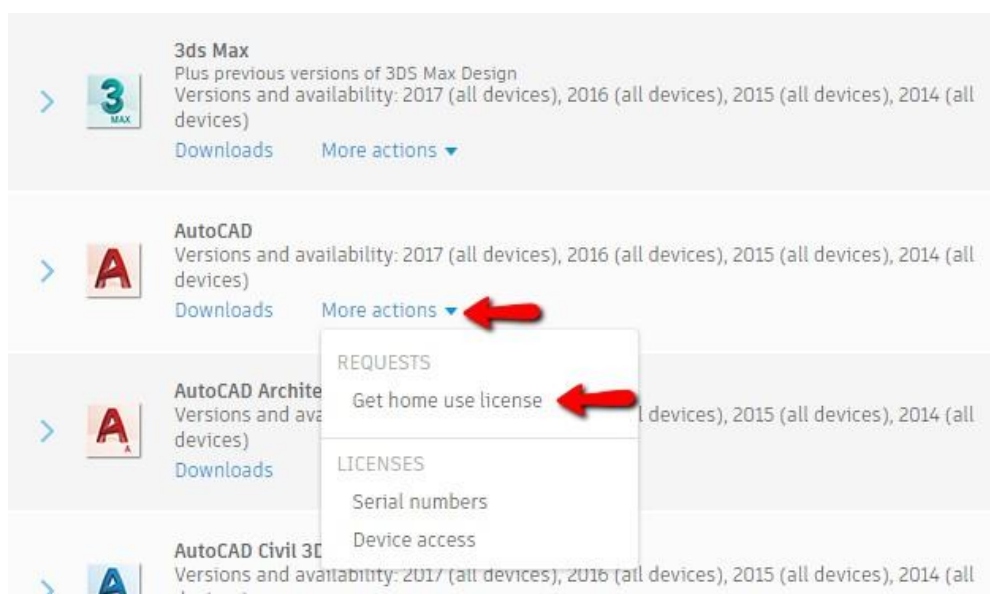 3ds Max
Plus previous versions of 3DS Max Design
Versions and availability: 2017 (all devices), 2016 (all devices), 2015 (all devices), 2014 (all
devices)
Downloads More actions
3
MAX
AutoCAD
Versions and availability: 2017 (all devices), 2016 (all devices), 2015 (all devices), 2014 (all
devices)
Downloads More actions
A
REQUESTS
Get home use license
LICENSES
Serial numbers
Device access
AutoCAD Archite
Versions and ava l devices), 2015 (all devices), 2014 (all
devices)
Downloads
A
A
AutoCAD Civil 3D
Versions and availability: 2017 (all devices), 2016 (all devices), 2015 (all devices), 2014 (all
A